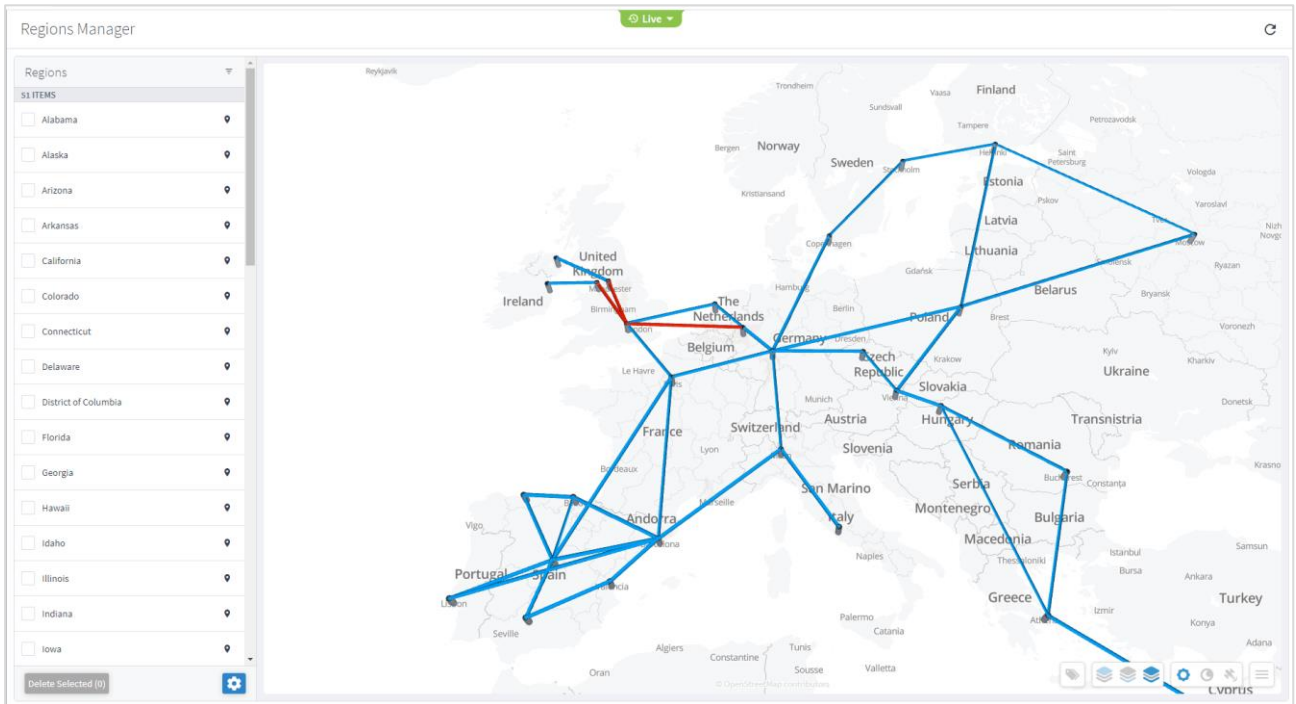 Regions Manager
Live
Regions
51 ITEMS
Alabama
Alaska
Arizona
Arkansas
California
Colorado
Connecticut
Delaware
District of Columbia
Florida
Georgia
Hawaii
Idaho
Illinois
Indiana
Iowa
Delete Selected (0)
Reykjavik
Trondheim
Vaasa
Finland
Sundsvall
Petrozavodsk
Tampere
Bergen
Norway
Helsinki
Saint
Petersburg
Sweden
Stockholm
Vologda
Estonia
Kristiansand
Pskov
Yaroslavl
Latvia
Tver
Nizh
Novgo
Copenhagen
Moscow
United
Kingdom
Lithuania
Smolensk
Ryazan
Gdańsk
Manchester
Hamburg
Belarus
Bryansk
Ireland
The
Netherlands
Birmingham
Berlin
Poland
Brest
London
Voronezh
Germany
Dresden
Belgium
Kyiv
Czech
Republic
Krakow
Kharkiv
Le Havre
Ukraine
Paris
Slovakia
Munich
Vienna
Donetsk
Austria
Hungary
Transnistria
France
Switzerland
Slovenia
Romania
Lyon
Bordeaux
Krasno
Milan
Bucharest
Constanța
San Marino
Serbia
Marseille
Montenegro
Andorra
Italy
Bulgaria
Vigo
Macedonia
Barcelona
Istanbul
Samsun
Naples
Thessaloniki
Bursa
Portugal
Spain
Ankara
Valencia
Greece
Turkey
Lisbon
Izmir
Palermo
Athens
Konya
Seville
Catania
Adana
Algiers
Tunis
Constantine
Oran
Sousse
Valletta
© OpenStreetMap contributors
Cyprus